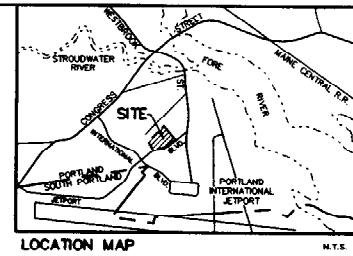 WESTBROOK
STREET
STROUDWATER
RIVER
FORE
RIVER
MAINE CENTRAL R.R.
CONGRESS
ST.
SITE
INTERNATIONAL
BLVD.
PORTLAND
SOUTH PORTLAND
JETPORT
BLVD.
PORTLAND
INTERNATIONAL
JETPORT
LOCATION MAP
N.T.S.